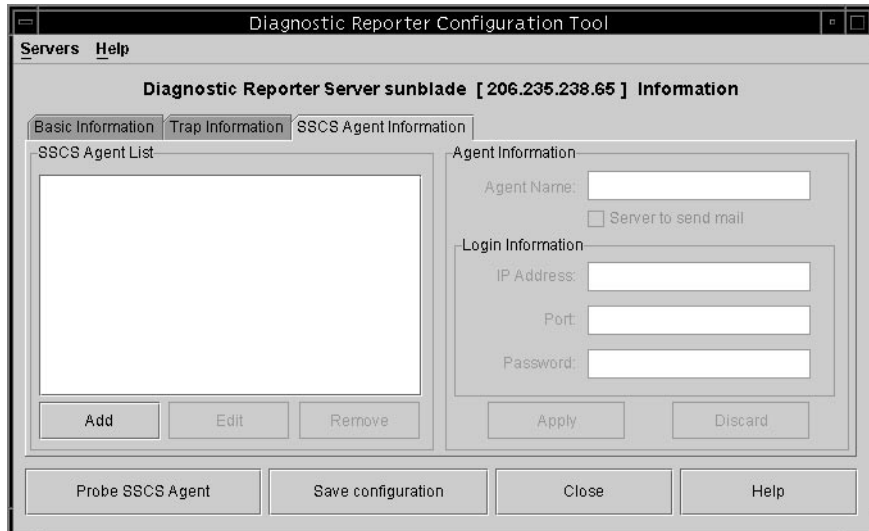 Diagnostic Reporter Configuration Tool
Servers Help
Diagnostic Reporter Server sunblade [ 206.235.238.65 ] Information
Basic Information Trap Information SSCS Agent Information
SSCS Agent List
Agent Information
Agent Name:
Server to send mail
Login Information
IP Address:
Port:
Password:
Add Edit Remove
Apply Discard
Probe SSCS Agent Save configuration Close Help